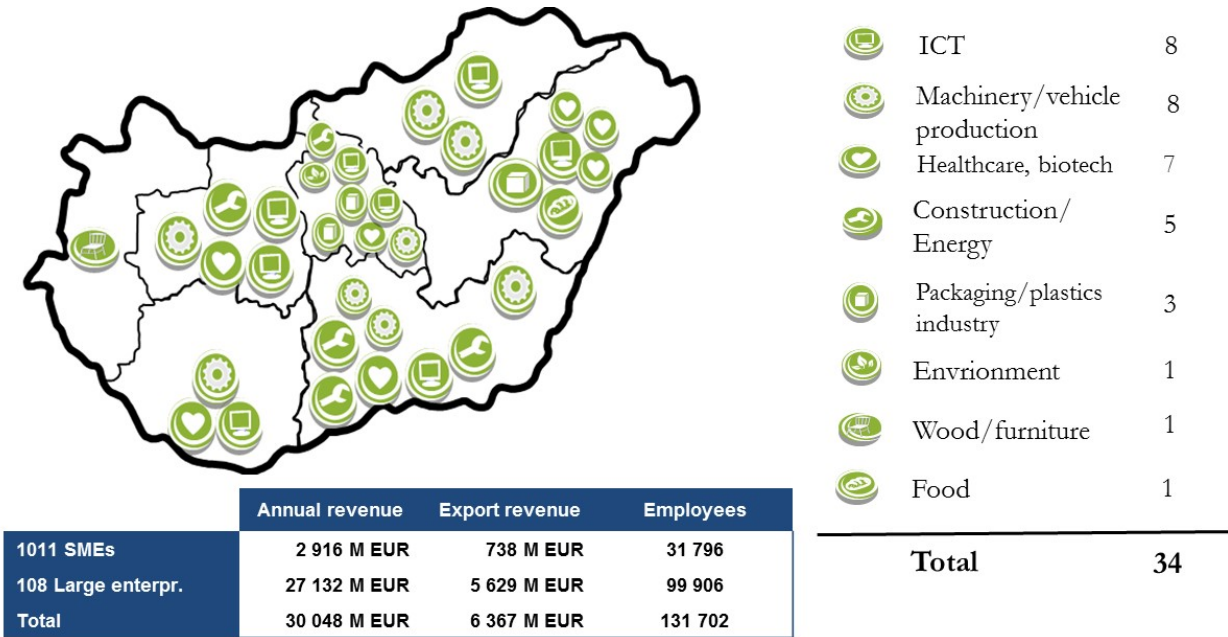 ICT 8
Machinery/vehicle
production 8
Healthcare, biotech 7
Construction/
Energy 5
Packaging/plastics
industry 3
Envrionment 1
Wood/furniture 1
Food 1
Total 34
Annual revenue Export revenue Employees
1011 SMEs 2 916 M EUR 738 M EUR 31 796
108 Large enterpr. 27 132 M EUR 5 629 M EUR 99 906
Total 30 048 M EUR 6 367 M EUR 131 702